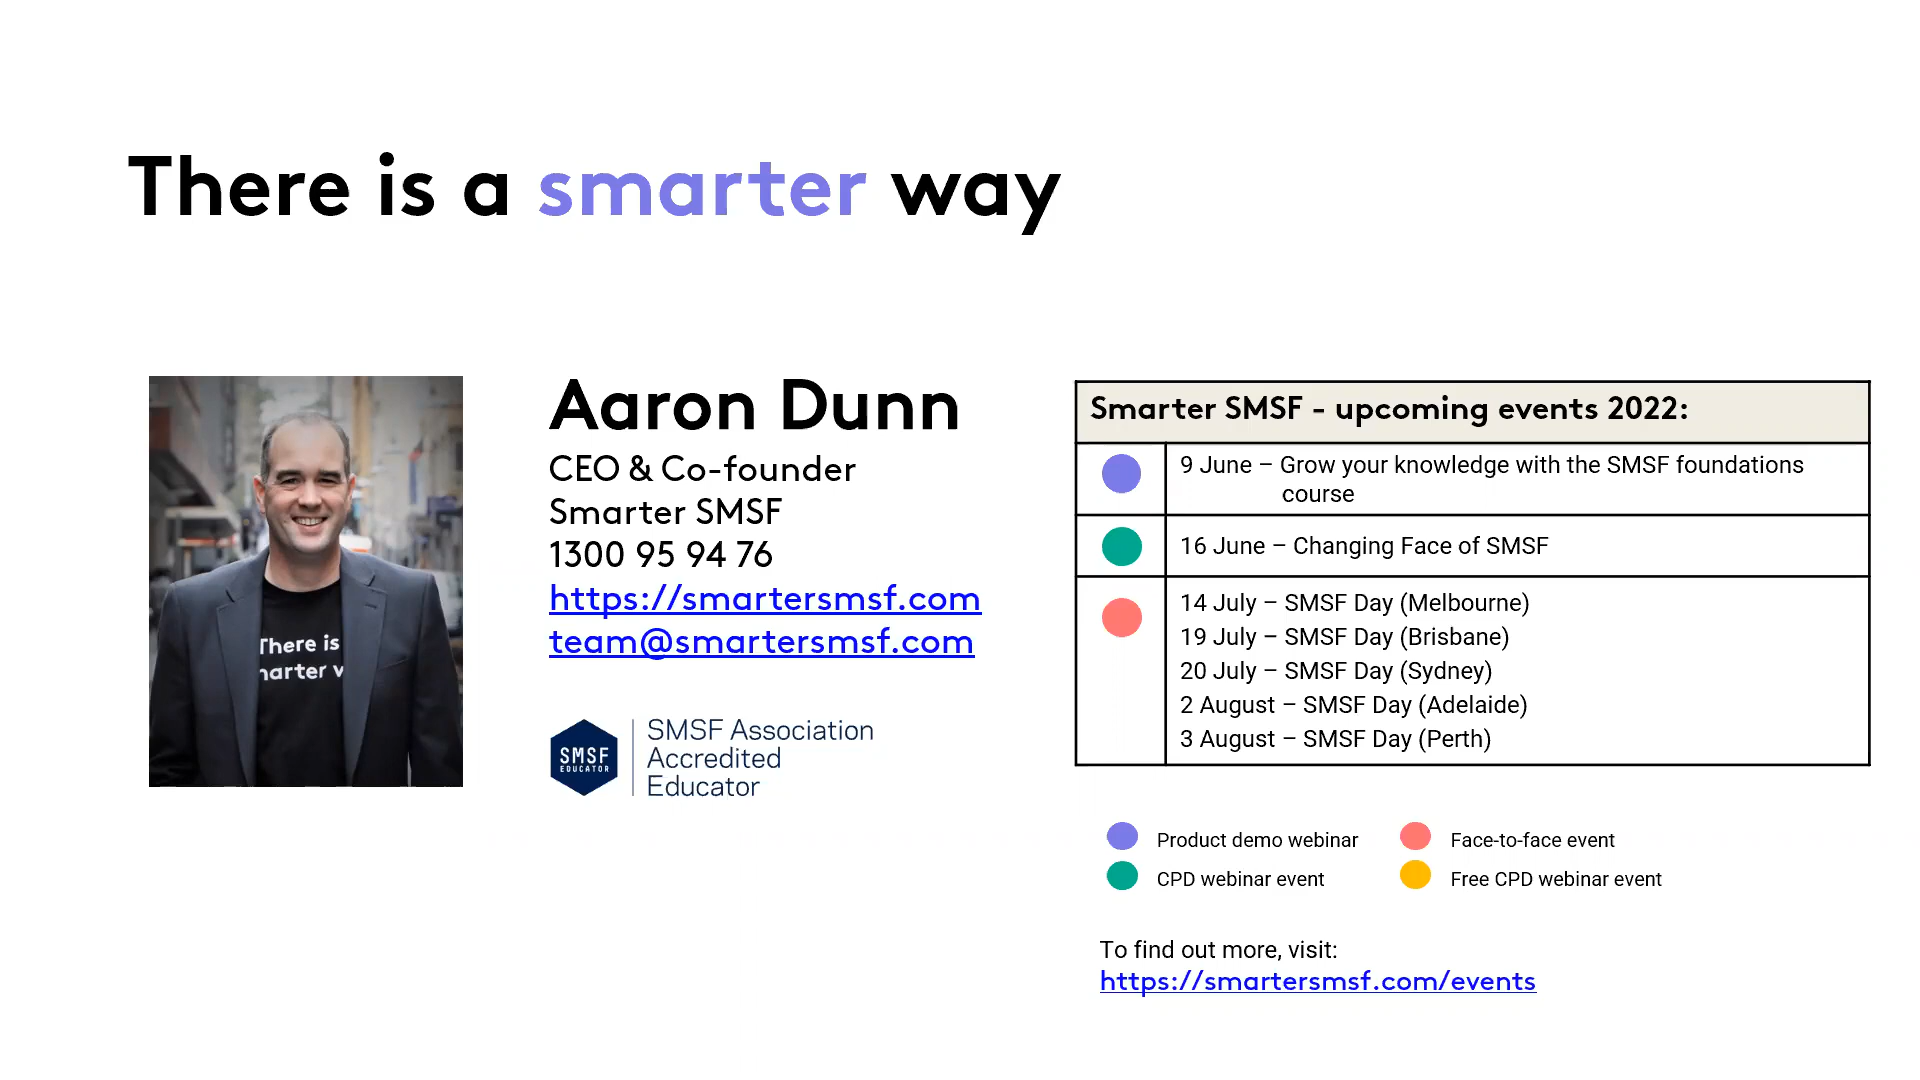 There is a smarter way
There is
narter w
Aaron Dunn
CEO & Co-founder
Smarter SMSF
1300 95 94 76
https://smartersmsf.com
team@smartersmsf.com
SMSF
EDUCATOR
SMSF Association
Accredited
Educator
Smarter SMSF - upcoming events 2022:
9 June – Grow your knowledge with the SMSF foundations
course
16 June – Changing Face of SMSF
14 July – SMSF Day (Melbourne)
19 July – SMSF Day (Brisbane)
20 July – SMSF Day (Sydney)
2 August – SMSF Day (Adelaide)
3 August – SMSF Day (Perth)
Product demo webinar
Face-to-face event
CPD webinar event
Free CPD webinar event
To find out more, visit:
https://smartersmsf.com/events